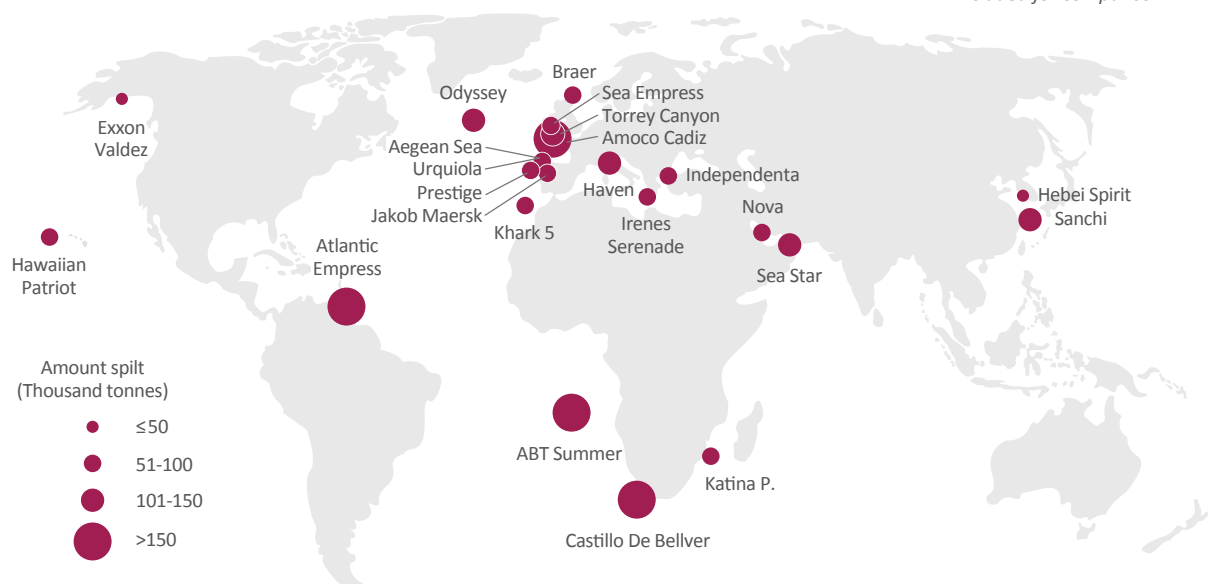 Braer
Odyssey
Sea Empress
Torrey Canyon
Amoco Cadiz
Exxon
Valdez
Aegean Sea
Urquiola
Prestige
Jakob Maersk
Haven
Independenta
Irenes
Serenade
Khark 5
Nova
Sea Star
Hebei Spirit
Sanchi
Hawaiian
Patriot
Atlantic
Empress
Amount spilt
(Thousand tonnes)
≤50
51-100
101-150
>150
ABT Summer
Katina P.
Castillo De Bellver